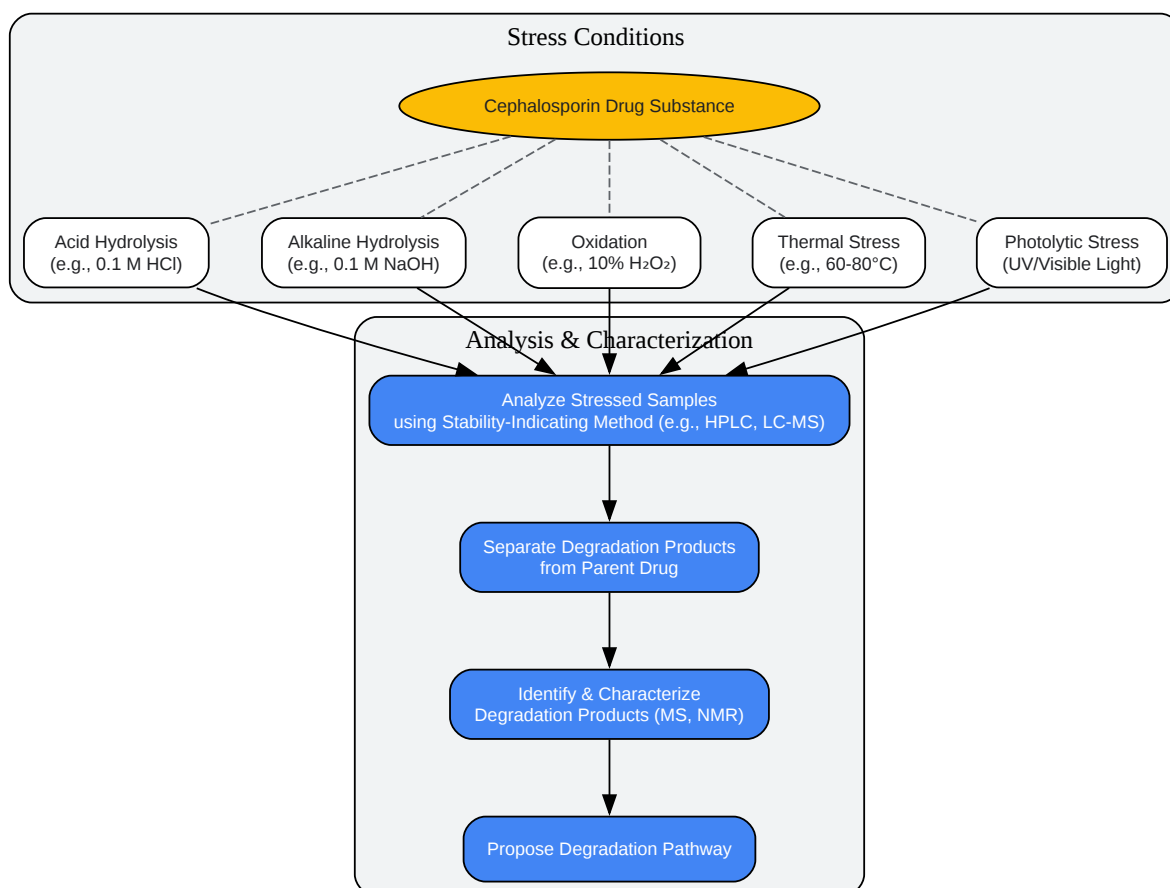 Stress Conditions
Cephalosporin Drug Substance
Acid Hydrolysis
(e.g., 0.1 M HCl)
Alkaline Hydrolysis
(e.g., 0.1 M NaOH)
Oxidation
(e.g., 10% H₂O₂)
Thermal Stress
(e.g., 60-80°C)
Photolytic Stress
(UV/Visible Light)
Analysis & Characterization
Analyze Stressed Samples
using Stability-Indicating Method (e.g., HPLC, LC-MS)
Separate Degradation Products
from Parent Drug
Identify & Characterize
Degradation Products (MS, NMR)
Propose Degradation Pathway